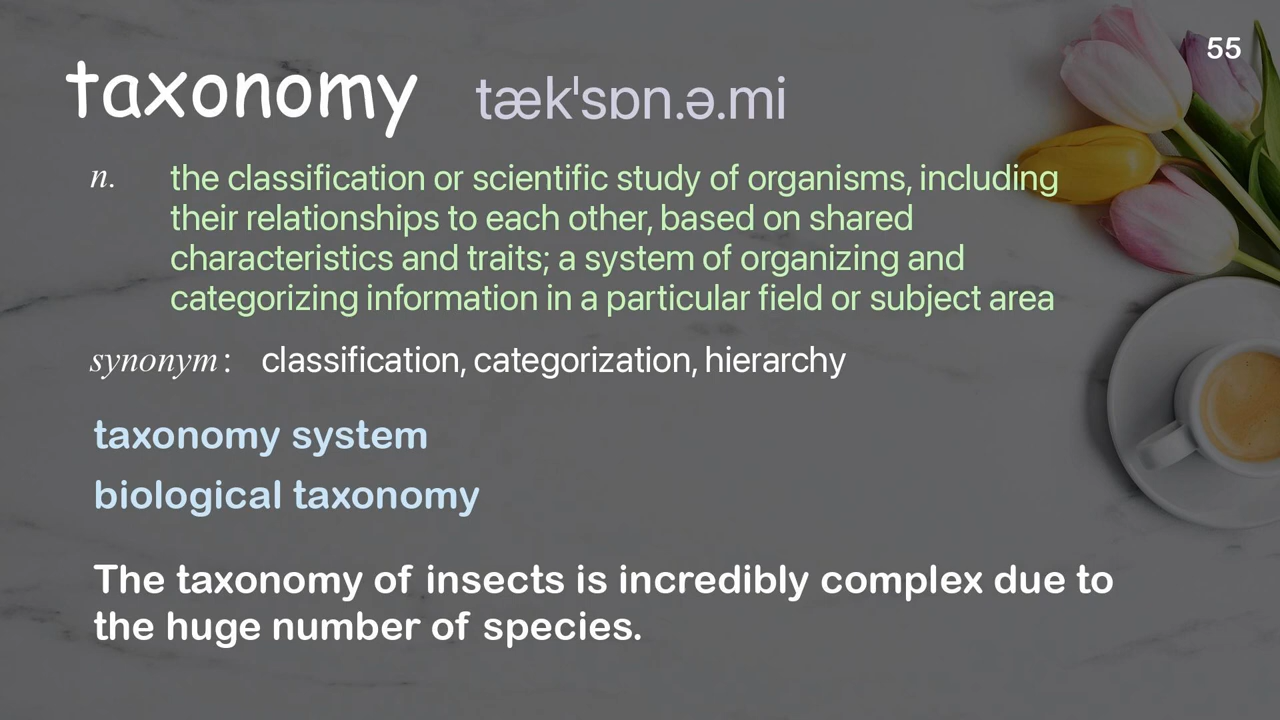 55
taxonomy tæk'sɒn.ə.mi
n. the classification or scientific study of organisms, including
their relationships to each other, based on shared
characteristics and traits; a system of organizing and
categorizing information in a particular field or subject area
synonym: classification, categorization, hierarchy
taxonomy system
biological taxonomy
The taxonomy of insects is incredibly complex due to
the huge number of species.